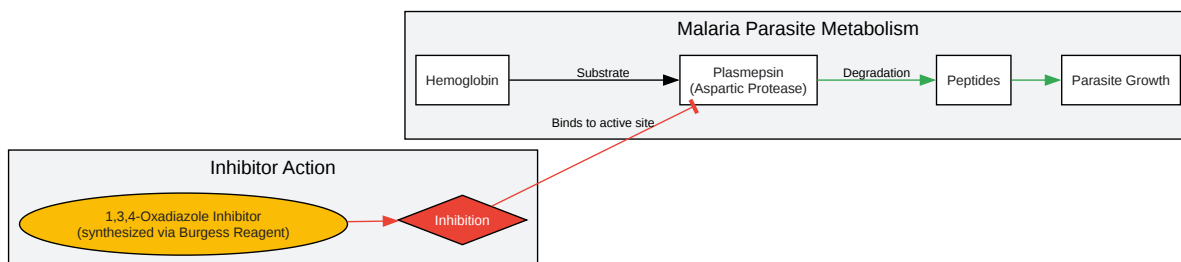 Malaria Parasite Metabolism
Hemoglobin
Substrate
Plasmepsin
(Aspartic Protease)
Degradation
Peptides
Parasite Growth
Binds to active site
Inhibitor Action
1,3,4-Oxadiazole Inhibitor
(synthesized via Burgess Reagent)
Inhibition